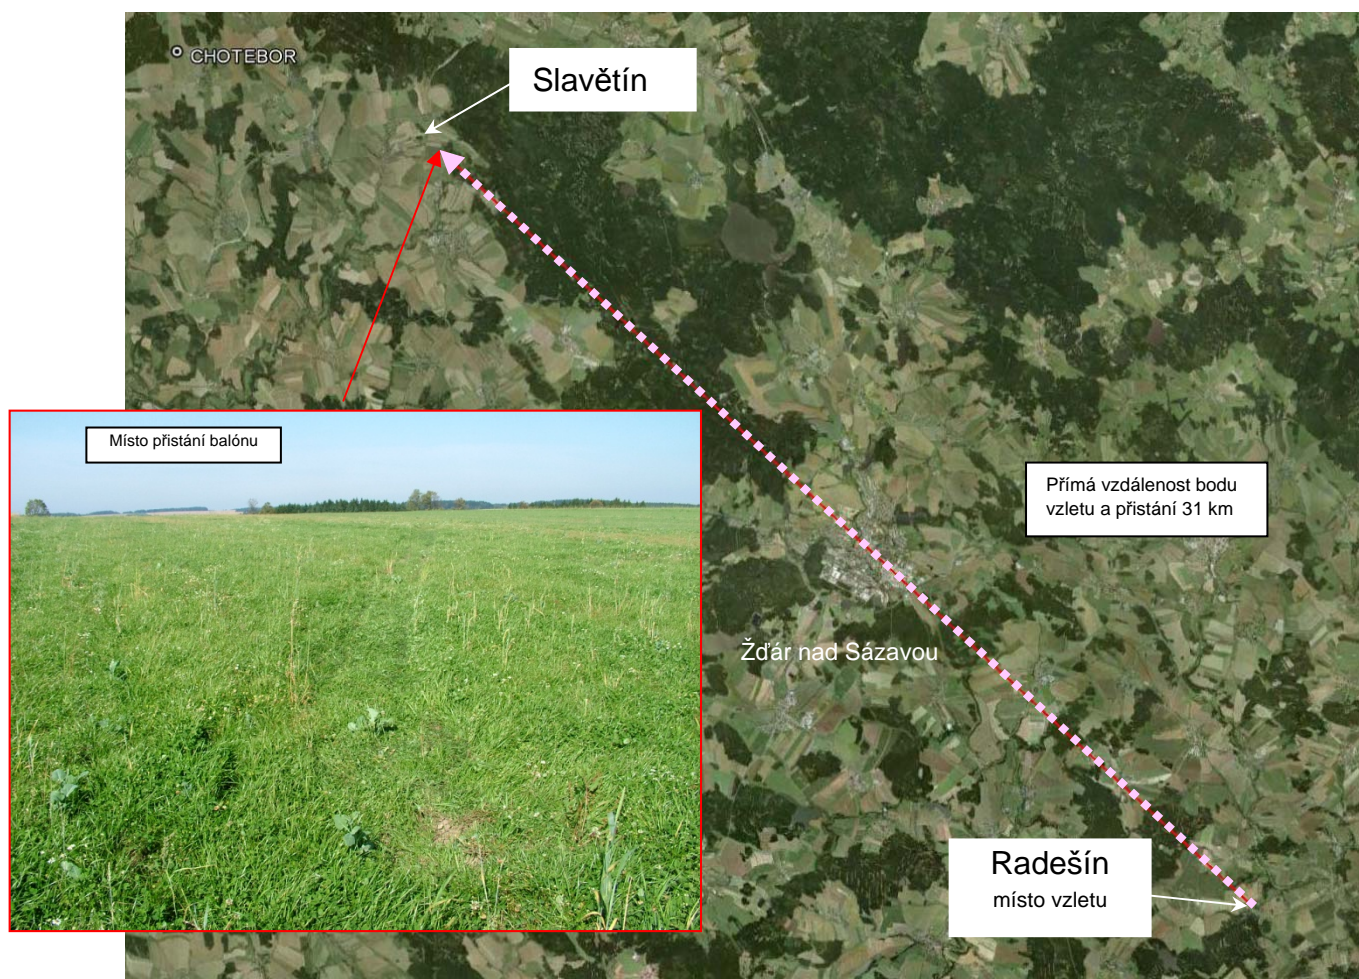 CHOTEBOR
Slavětín
Místo přistání balónu
Přímá vzdálenost bodu
vzletu a přistání 31 km
Žďár nad Sázavou
Radešín
místo vzletu